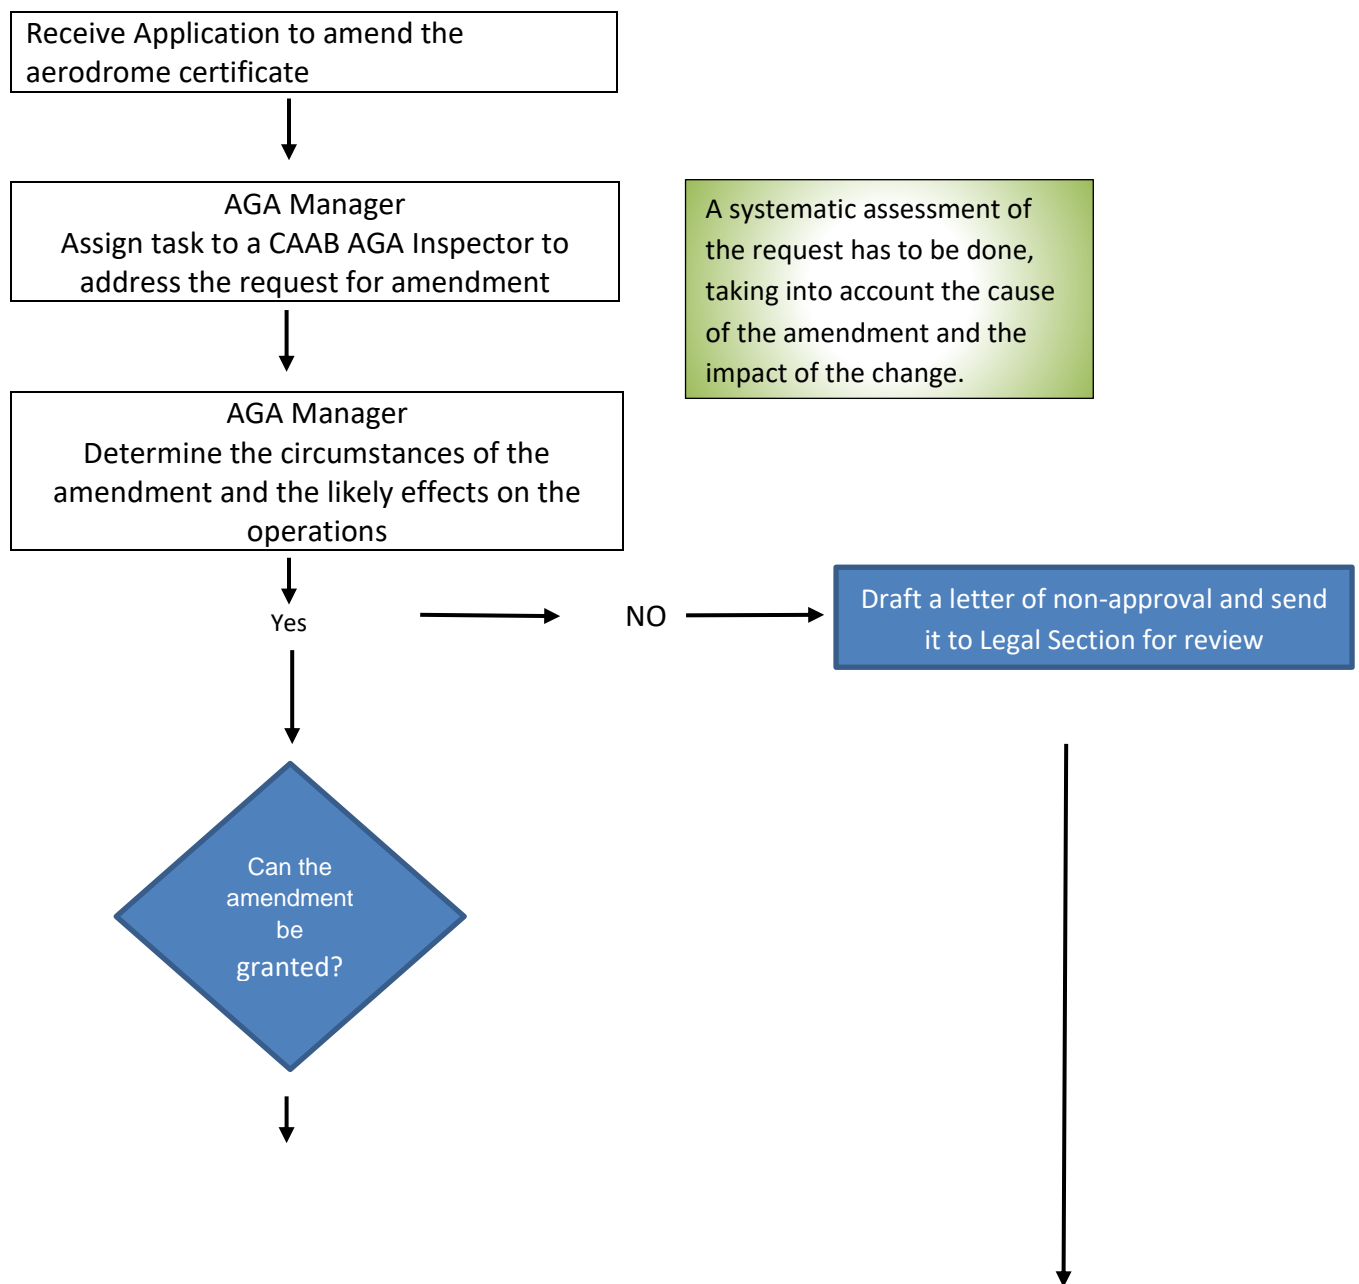 Receive Application to amend the
aerodrome certificate
AGA Manager
Assign task to a CAAB AGA Inspector to
address the request for amendment
A systematic assessment of
the request has to be done,
taking into account the cause
of the amendment and the
impact of the change.
AGA Manager
Determine the circumstances of the
amendment and the likely effects on the
operations
Yes
NO
Draft a letter of non-approval and send
it to Legal Section for review
Can the
amendment
be
granted?